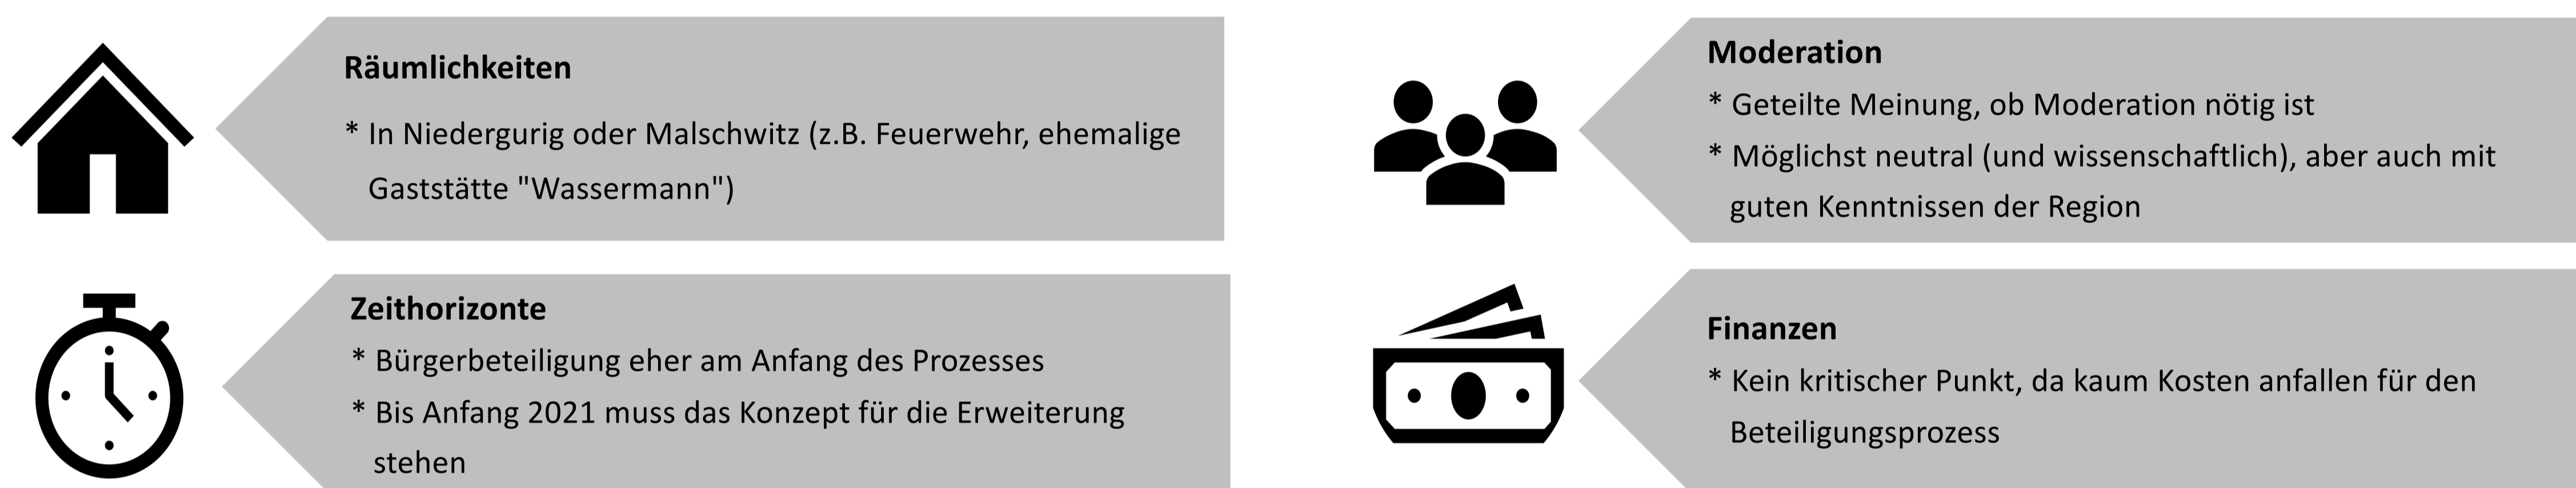 Räumlichkeiten
* In Niedergurig oder Malschwitz (z.B. Feuerwehr, ehemalige
Gaststätte "Wassermann")
Moderation
* Geteilte Meinung, ob Moderation nötig ist
* Möglichst neutral (und wissenschaftlich), aber auch mit
guten Kenntnissen der Region
Zeithorizonte
* Bürgerbeteiligung eher am Anfang des Prozesses
* Bis Anfang 2021 muss das Konzept für die Erweiterung
stehen
Finanzen
* Kein kritischer Punkt, da kaum Kosten anfallen für den
Beteiligungsprozess